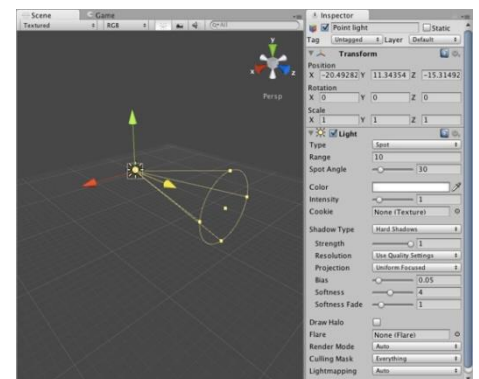 Scene Game
Textured RGB All
y
x z
Persp
Inspector
Point light Static
Tag Untagged Layer Default
Transform
Position
X -20.49282 Y 11.34354 Z -15.31492
Rotation
X 0 Y 0 Z 0
Scale
X 1 Y 1 Z 1
Light
Type Spot
Range 10
Spot Angle 30
Color
Intensity 1
Cookie None (Texture)
Shadow Type Hard Shadows
Strength 1
Resolution Use Quality Settings
Projection Uniform Focused
Bias 0.05
Softness 4
Softness Fade 1
Draw Halo
Flare None (Flare)
Render Mode Auto
Culling Mask Everything
Lightmapping Auto